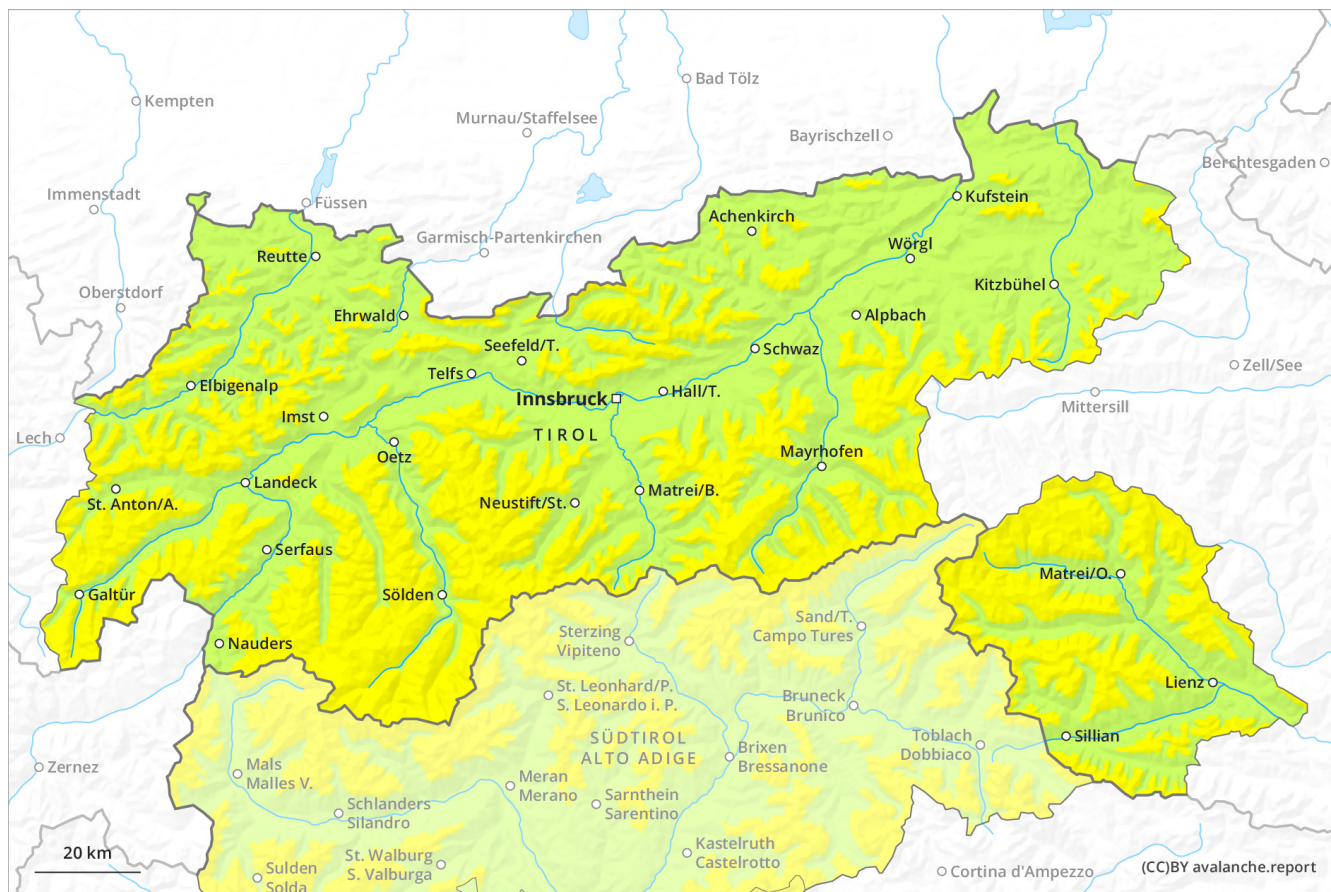 Bad Tölz
Kempten
Murnau/Staffelsee
Bayrischzell
Berchtesgaden
Immenstadt
Füssen
Kufstein
Achenkirch
Garmisch-Partenkirchen
Wörgl
Reutte
Kitzbühel
Oberstdorf
Ehrwald
Alpbach
Seefeld/T.
Schwaz
Zell/See
Telfs
Elbigenalp
Hall/T.
Innsbruck
Mittersill
Imst
Lech
TIROL
Oetz
Mayrhofen
Landeck
Matrei/B.
St. Anton/A.
Neustift/St.
Serfaus
Matrei/O.
Galtür
Sölden
Sand/T.
Campo Tures
Sterzing
Vipiteno
Nauders
Lienz
St. Leonhard/P.
S. Leonardo i. P.
Bruneck
Brunico
SÜDTIROL
ALTO ADIGE
Toblach
Dobbiaco
Sillian
Brixen
Bressanone
Zernez
Mals
Malles V.
Meran
Merano
Sarnthein
Sarentino
Schlanders
Silandro
20 km
St. Walburg
S. Valburga
Kastelruth
Castelrotto
Sulden
Solda
Cortina d'Ampezzo
(CC)BY avalanche.report